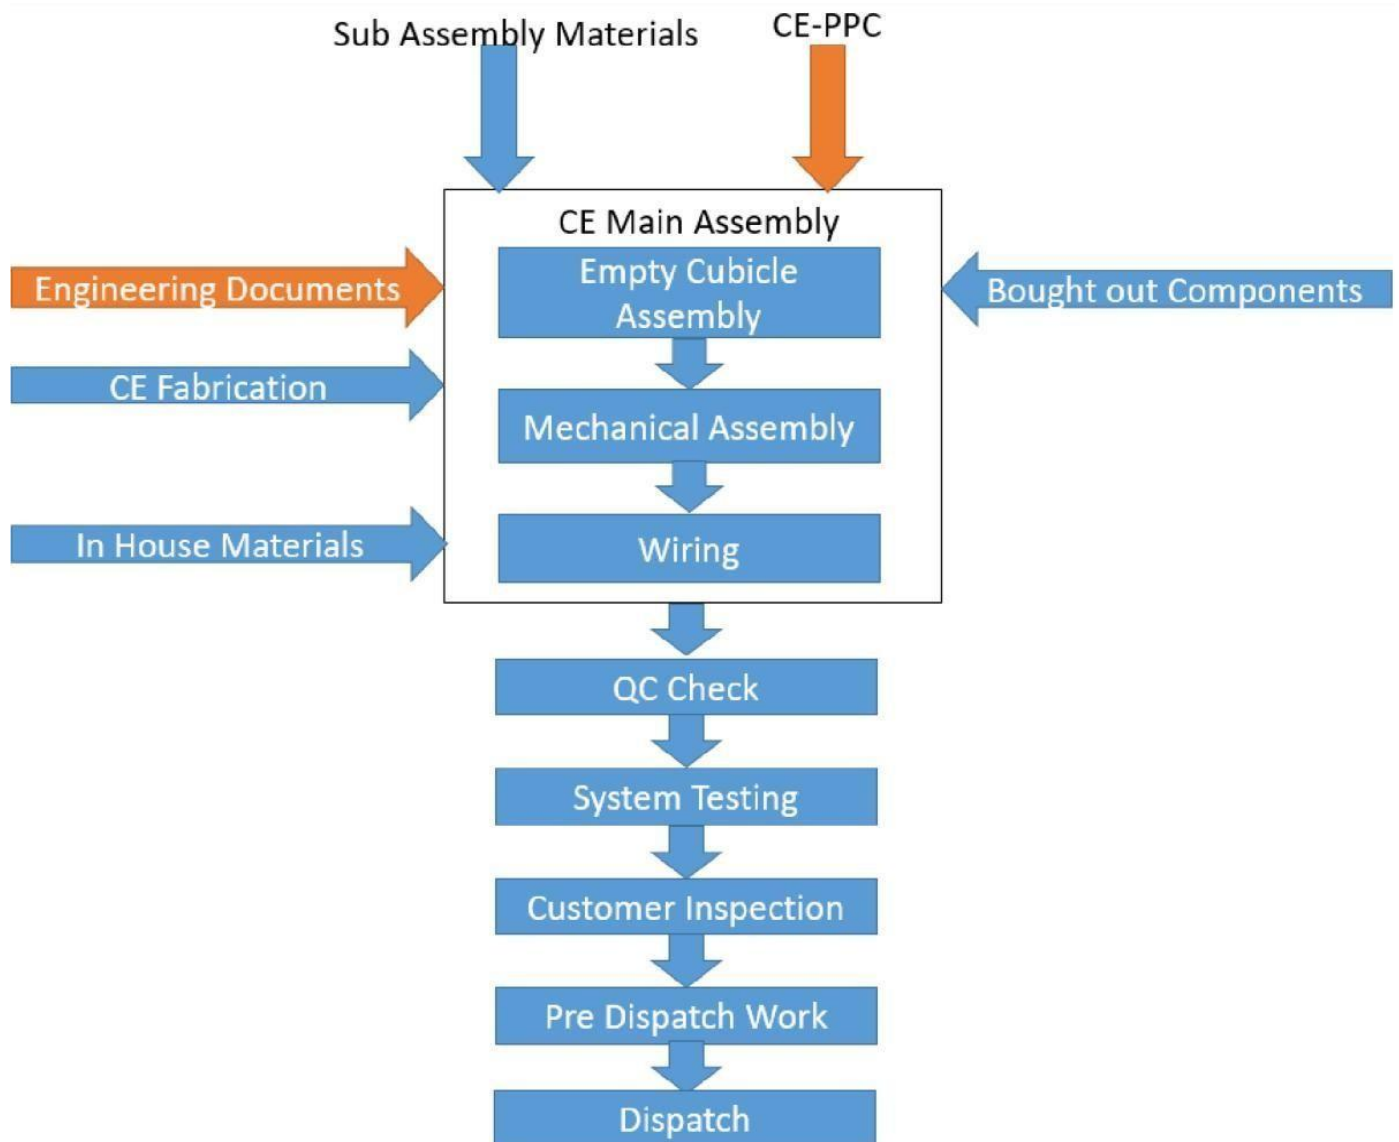 Sub Assembly Materials
CE-PPC
CE Main Assembly
Engineering Documents
Empty Cubicle
Assembly
Bought out Components
CE Fabrication
Mechanical Assembly
In House Materials
Wiring
QC Check
System Testing
Customer Inspection
Pre Dispatch Work
Dispatch